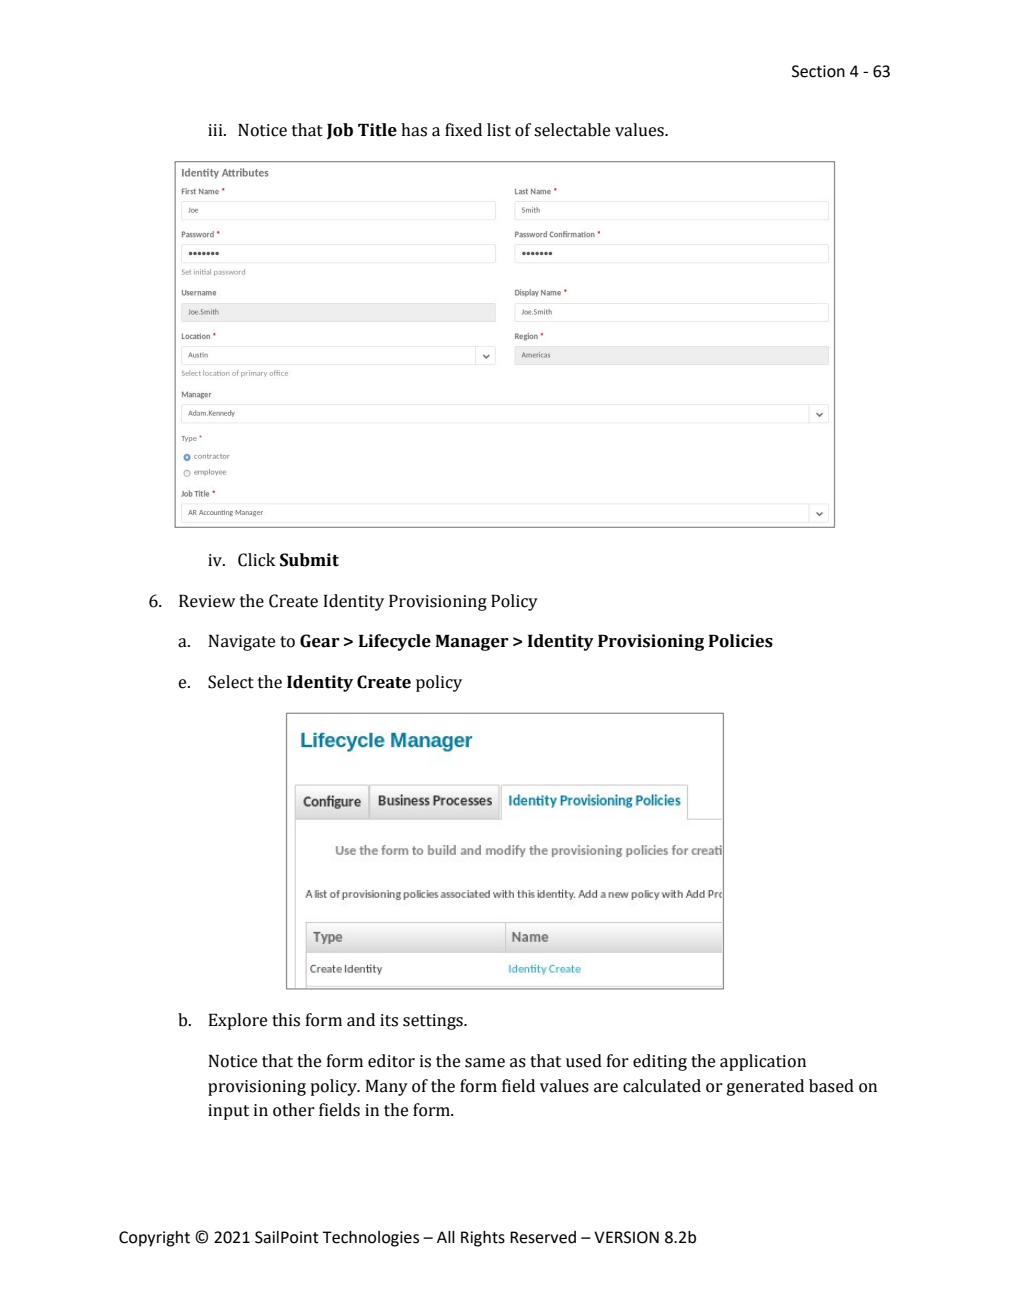 Section 4 - 63
iii. Notice that Job Title has a fixed list of selectable values.
Identity Attributes
First Name * Last Name *
Joe Smith
Password * Password Confirmation *
••••••• •••••••
Set initial password
Username Display Name *
Joe.Smith Joe.Smith
Location * Region *
Austin Americas
Select location of primary office
Manager
Adam.Kennedy
Type *
contractor
employee
Job Title *
AR Accounting Manager
iv. Click Submit
6. Review the Create Identity Provisioning Policy
a. Navigate to Gear > Lifecycle Manager > Identity Provisioning Policies
e. Select the Identity Create policy
Lifecycle Manager
Configure Business Processes Identity Provisioning Policies
Use the form to build and modify the provisioning policies for creati
A list of provisioning policies associated with this identity. Add a new policy with Add Pro
Type Name
Create Identity Identity Create
b. Explore this form and its settings.
Notice that the form editor is the same as that used for editing the application
provisioning policy. Many of the form field values are calculated or generated based on
input in other fields in the form.
Copyright © 2021 SailPoint Technologies – All Rights Reserved – VERSION 8.2b